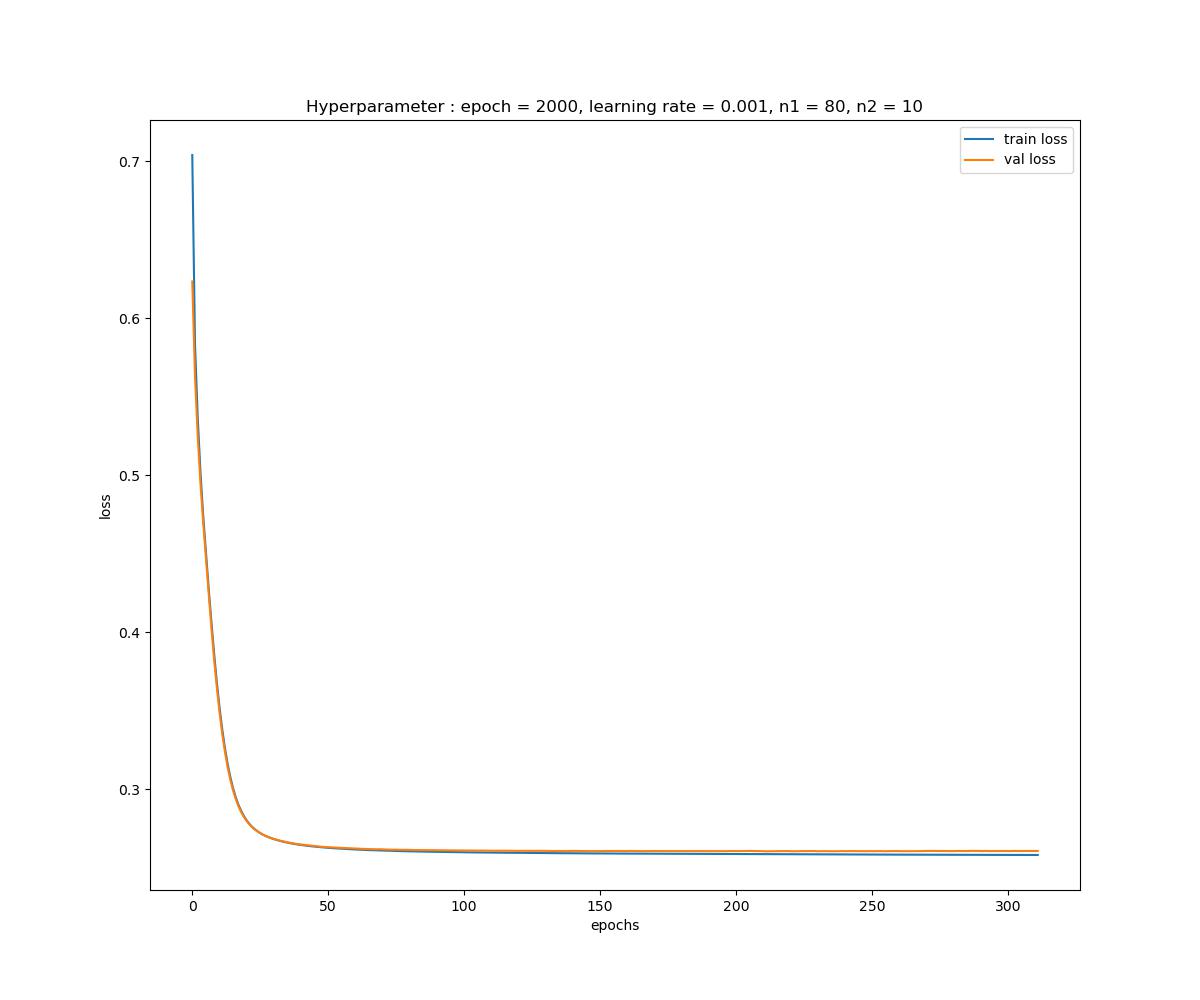 Hyperparameter : epoch = 2000, learning rate = 0.001, n1 = 80, n2 = 10
train loss
val loss
0.7
0.6
0.5
0.4
0.3
loss
0 50 100 150 200 250 300
epochs